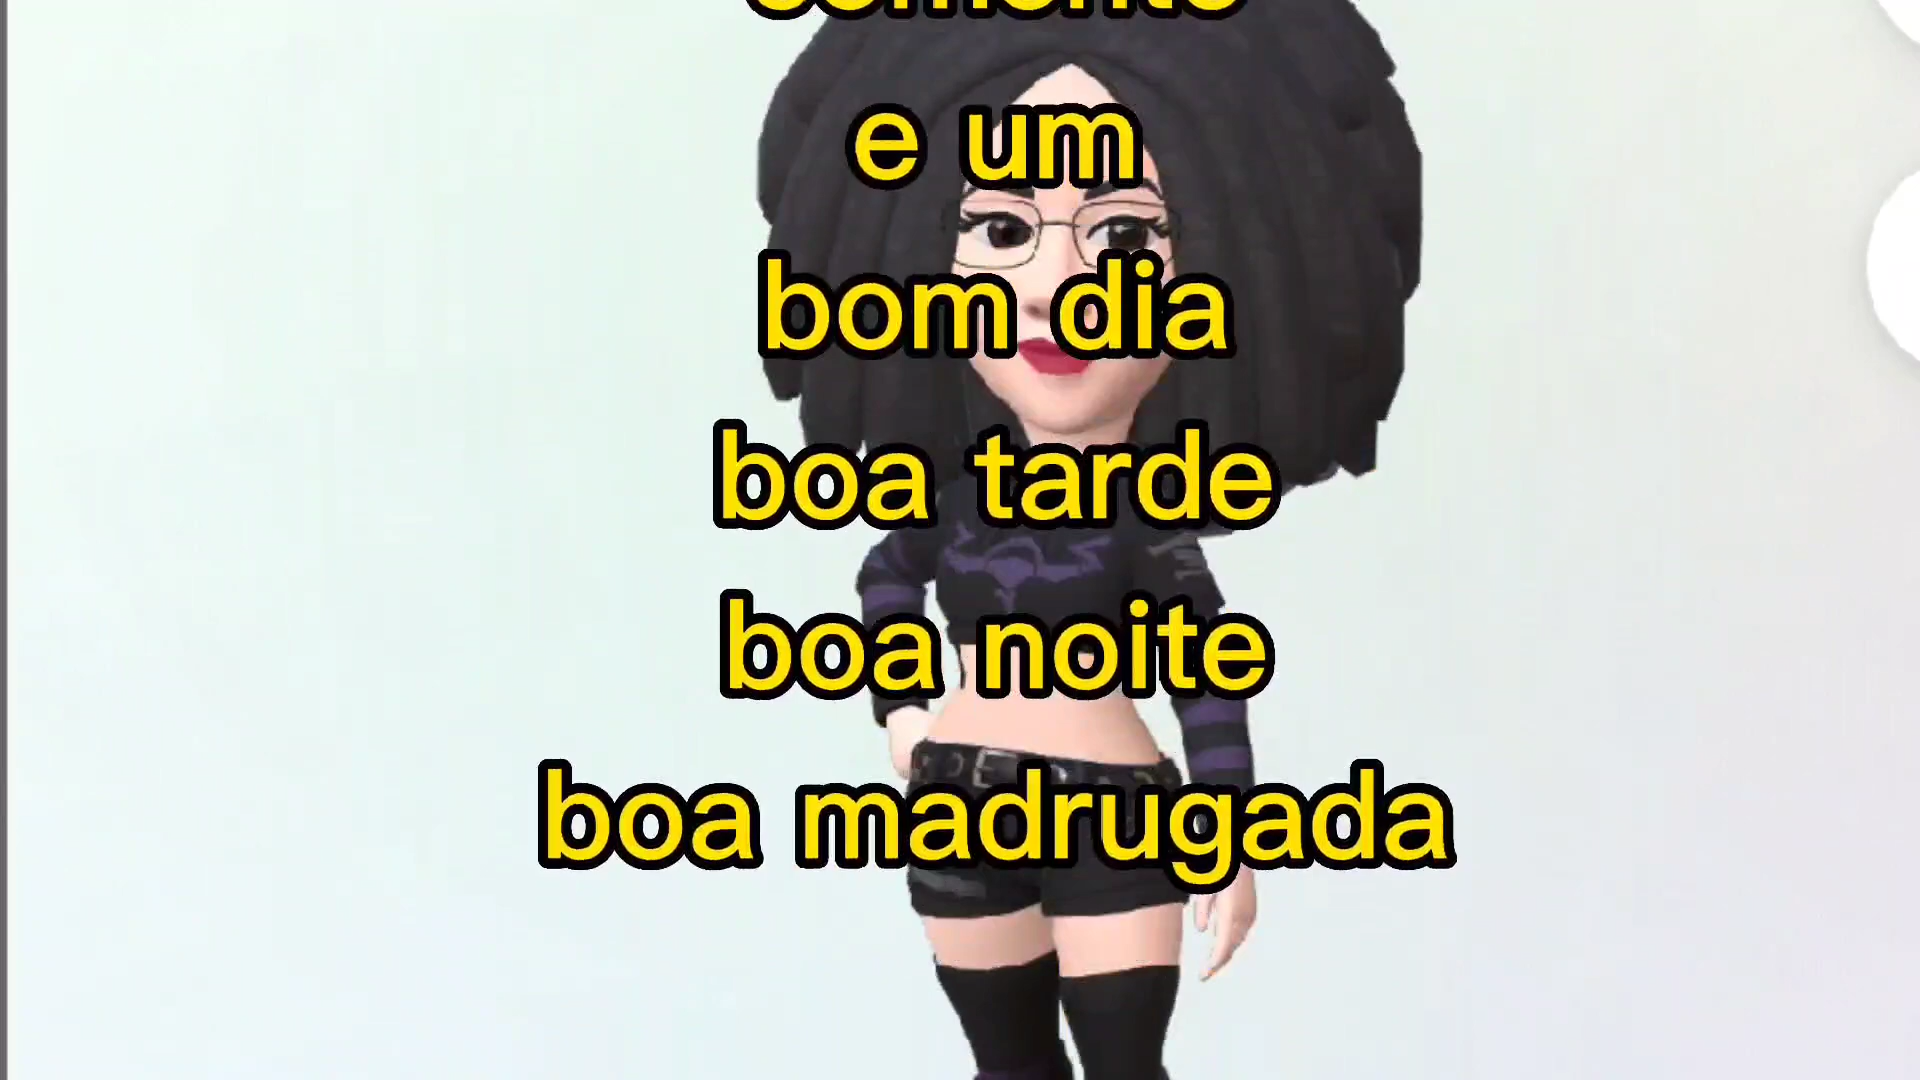 e um
bom dia
boa tarde
boa noite
boa madrugada